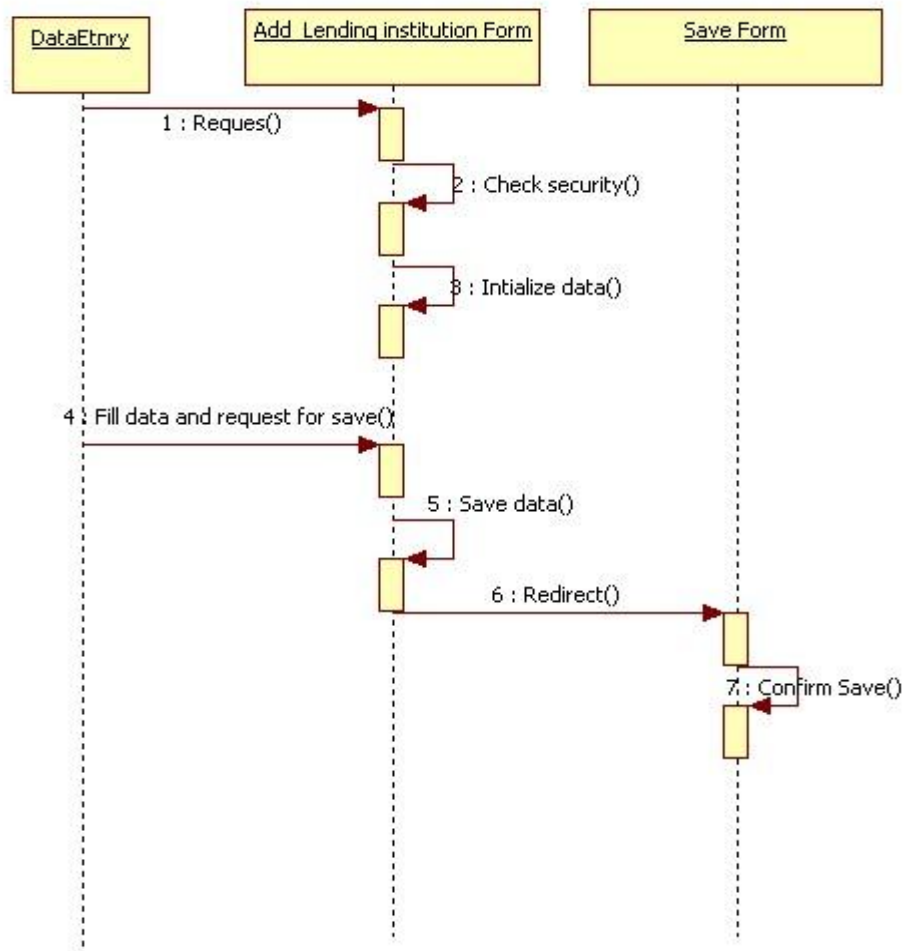 DataEtnry
Add Lending institution Form
Save Form
1 : Reques()
2 : Check security()
3 : Intialize data()
4 : Fill data and request for save()
5 : Save data()
6 : Redirect()
7 : Confirm Save()